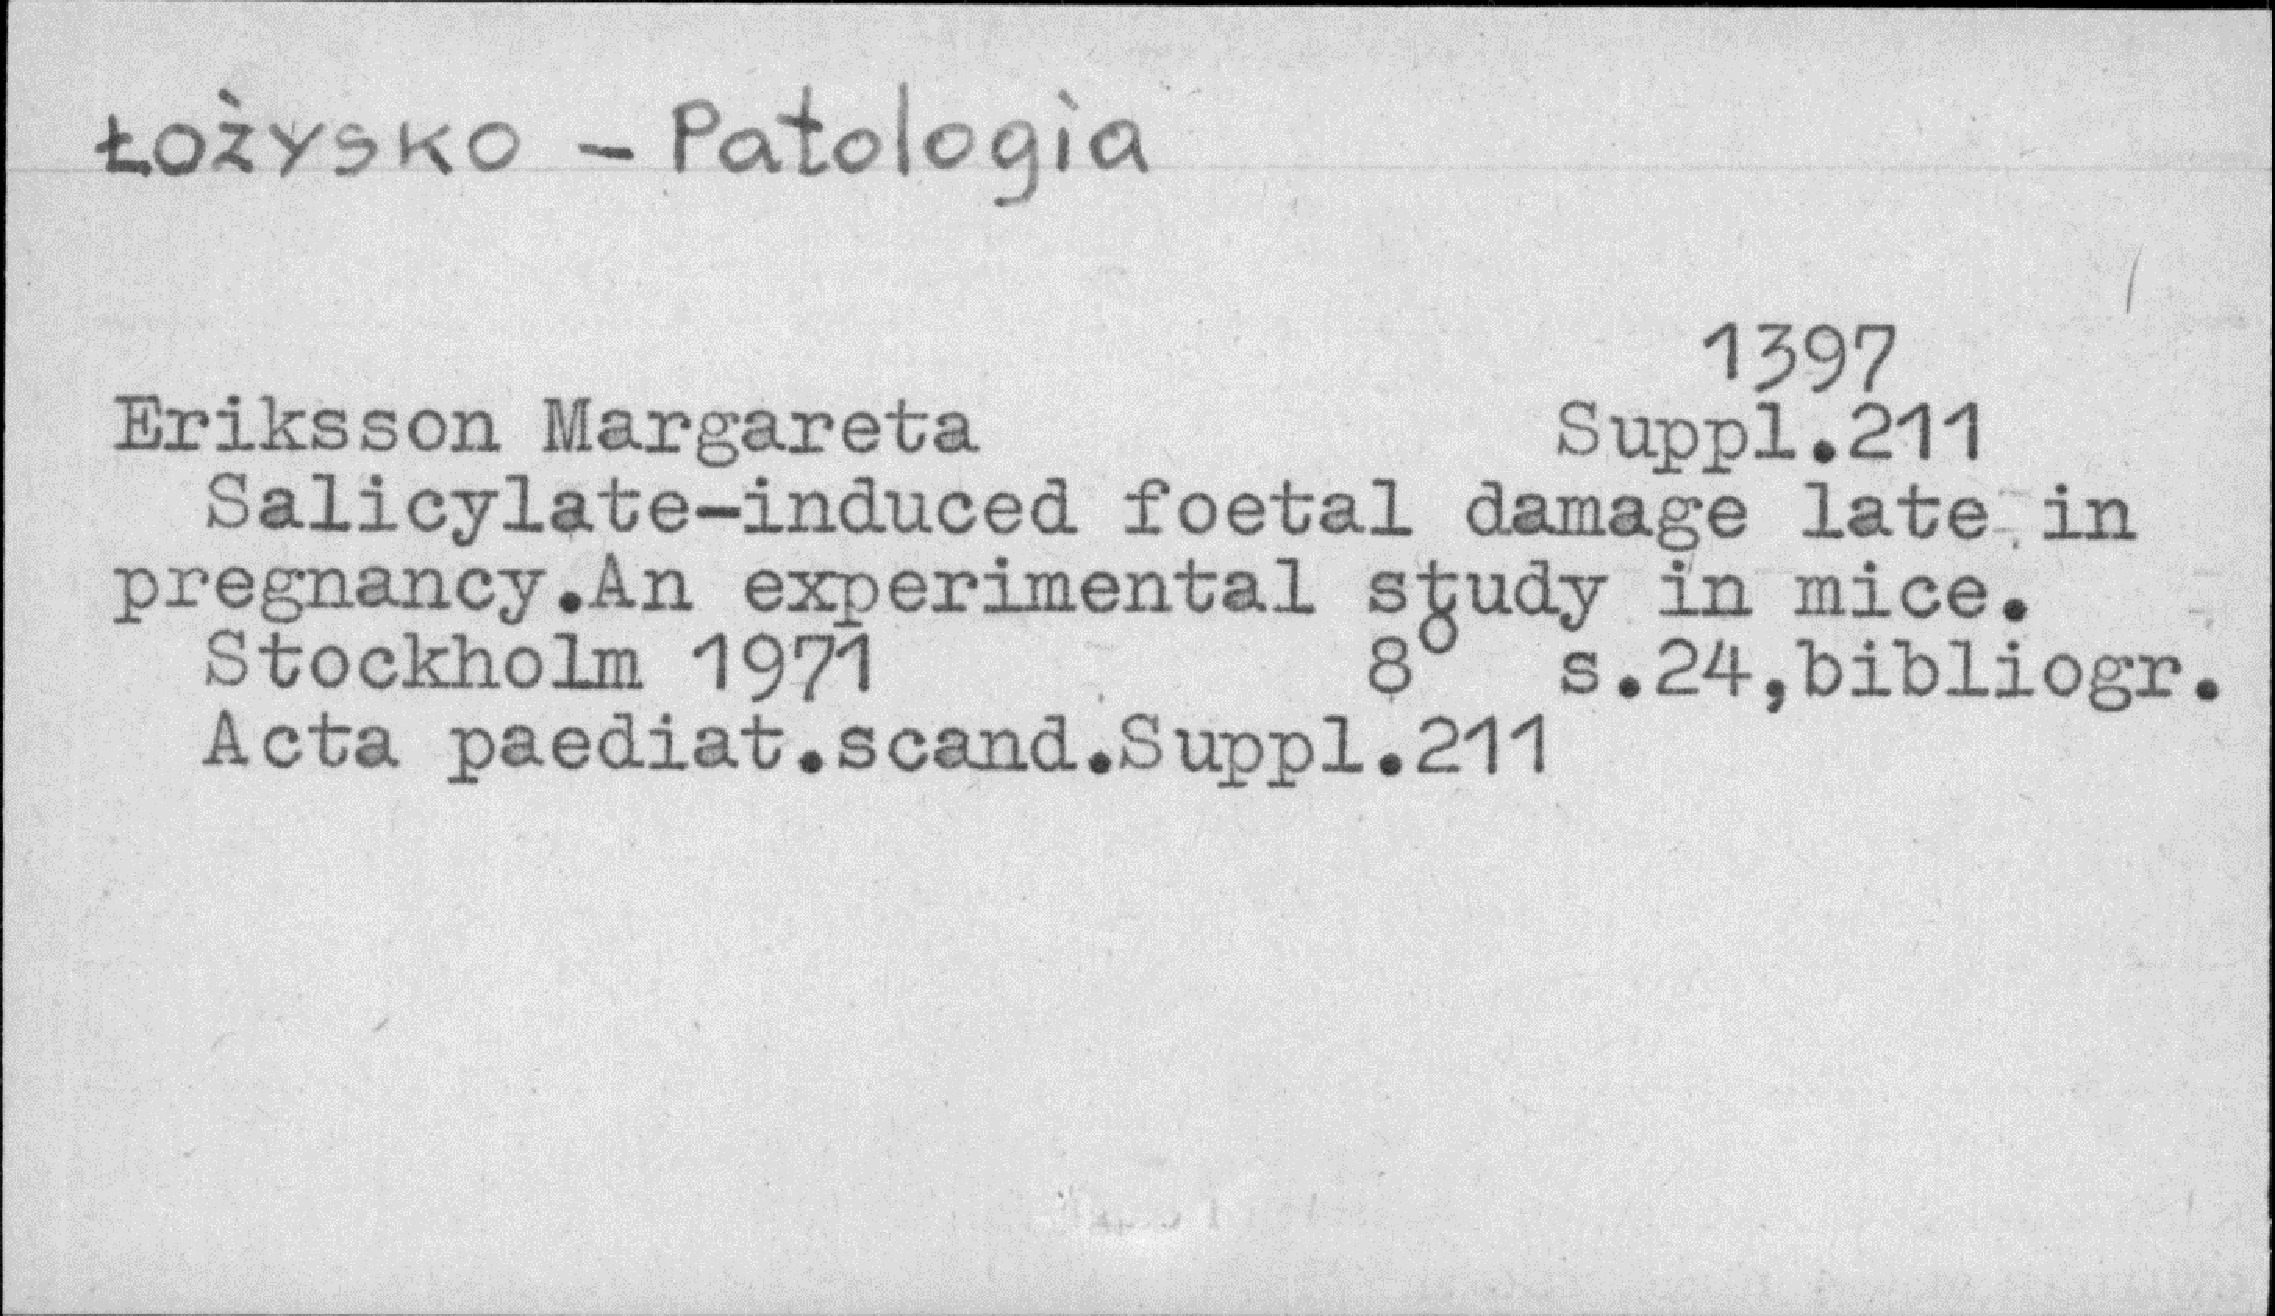 Łożysko - Patologia
1397
Eriksson Margareta Suppl.211
Salicylate-induced foetal damage late in
pregnancy.An experimental study in mice.
Stockholm 1971 8° s.24,bibliogr.
Acta paediat.scand.Suppl.211